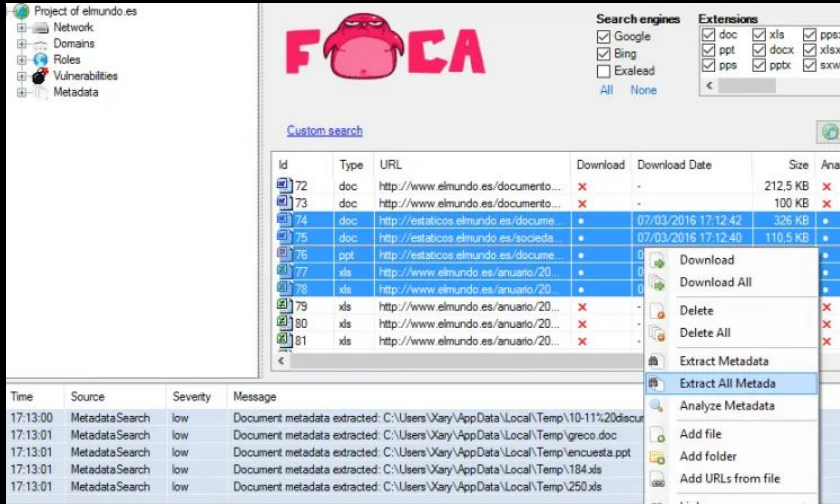 Project of elmundo.es
Network
Domains
Roles
Vulnerabilities
Metadata
FOCA
Search engines
Google
Bing
Exalead
All None
Extensions
doc xls pps
ppt docx xlsx
pps pptx sxw
Custom search
Id Type URL Download Download Date Size Ana
72 doc http://www.elmundo.es/documento... × - 212,5 KB ×
73 doc http://www.elmundo.es/documento... × - 100 KB ×
74 doc http://estaticos.elmundo.es/docume... • 07/03/2016 17:12:42 326 KB •
75 doc http://estaticos.elmundo.es/socieda... • 07/03/2016 17:12:40 110,5 KB •
76 ppt http://estaticos.elmundo.es/docume... • 0
77 xls http://www.elmundo.es/anuario/20... • 0
78 xls http://www.elmundo.es/anuario/20... • 0
79 xls http://www.elmundo.es/anuario/20... × - ×
80 xls http://www.elmundo.es/anuario/20... × - ×
81 xls http://www.elmundo.es/anuario/20... × - ×
Download
Download All
Delete
Delete All
Extract Metadata
Extract All Metada
Analyze Metadata
Add file
Add folder
Add URLs from file
Time Source Severity Message
17:13:00 MetadataSearch low Document metadata extracted: C:\Users\Xary\AppData\Local\Temp\10-11%20discur
17:13:01 MetadataSearch low Document metadata extracted: C:\Users\Xary\AppData\Local\Temp\greco.doc
17:13:01 MetadataSearch low Document metadata extracted: C:\Users\Xary\AppData\Local\Temp\encuesta.ppt
17:13:01 MetadataSearch low Document metadata extracted: C:\Users\Xary\AppData\Local\Temp\184.xls
17:13:01 MetadataSearch low Document metadata extracted: C:\Users\Xary\AppData\Local\Temp\250.xls